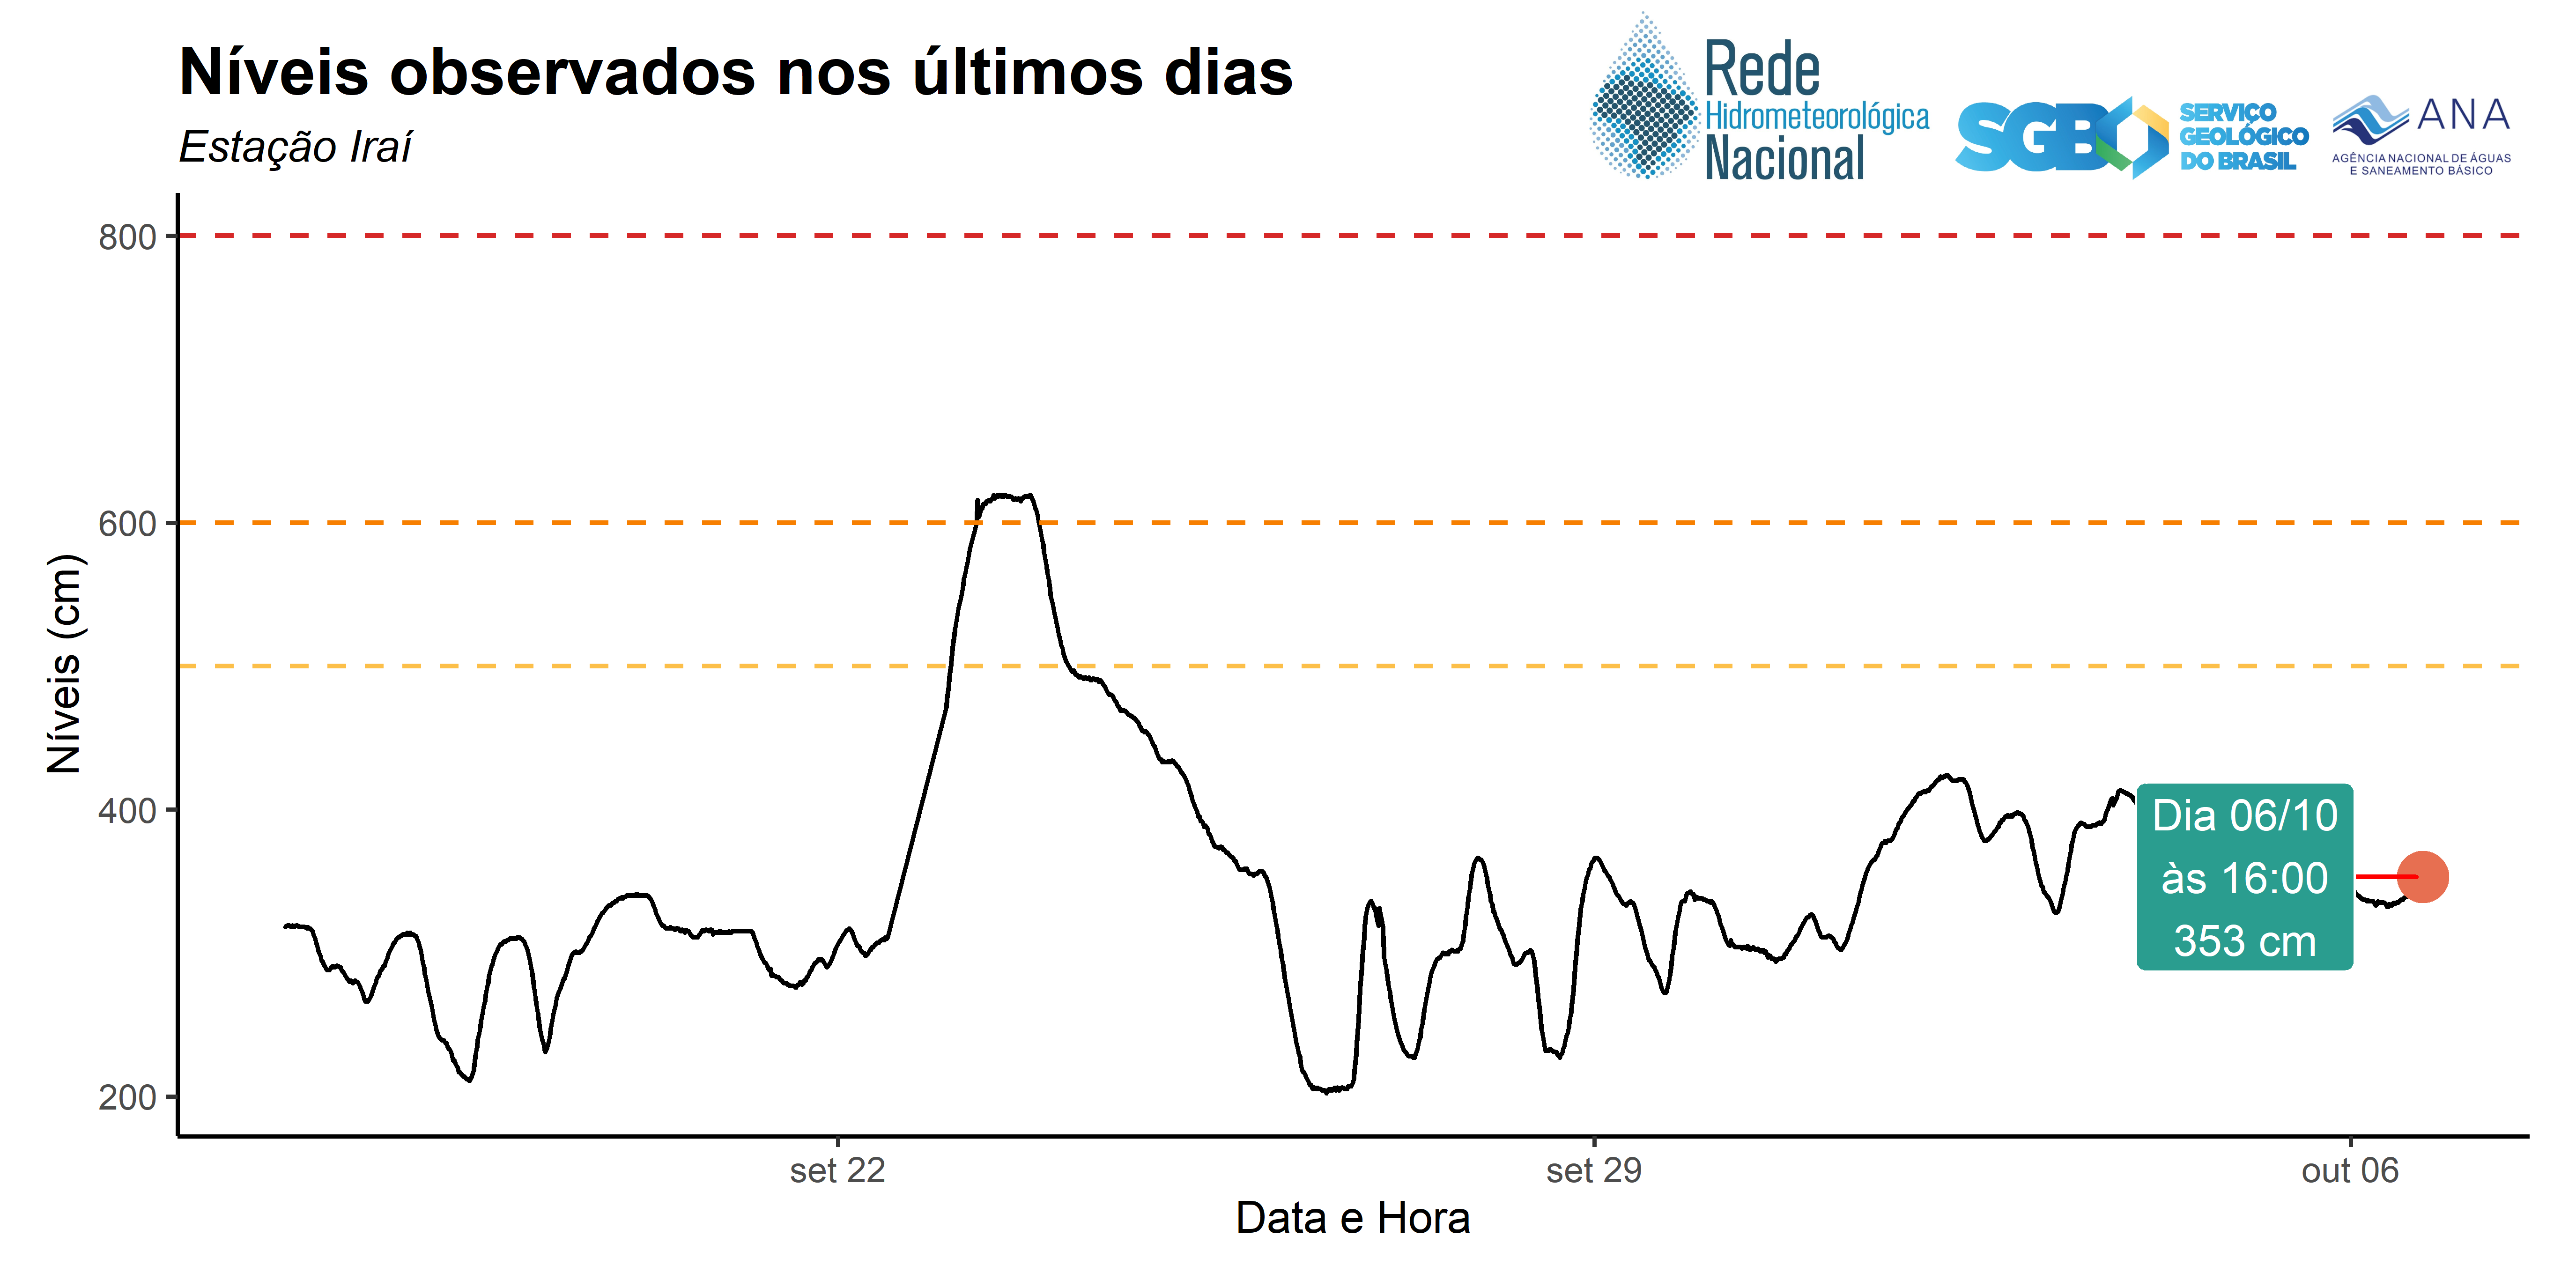 Níveis observados nos últimos dias
Estação Iraí
Rede
Hidrometeorológica
Nacional
SGB
SERVIÇO
GEOLÓGICO
DO BRASIL
ANA
AGÊNCIA NACIONAL DE ÁGUAS
E SANEAMENTO BÁSICO
Níveis (cm)
800
600
400
200
Dia 06/10
às 16:00
353 cm
set 22
set 29
out 06
Data e Hora